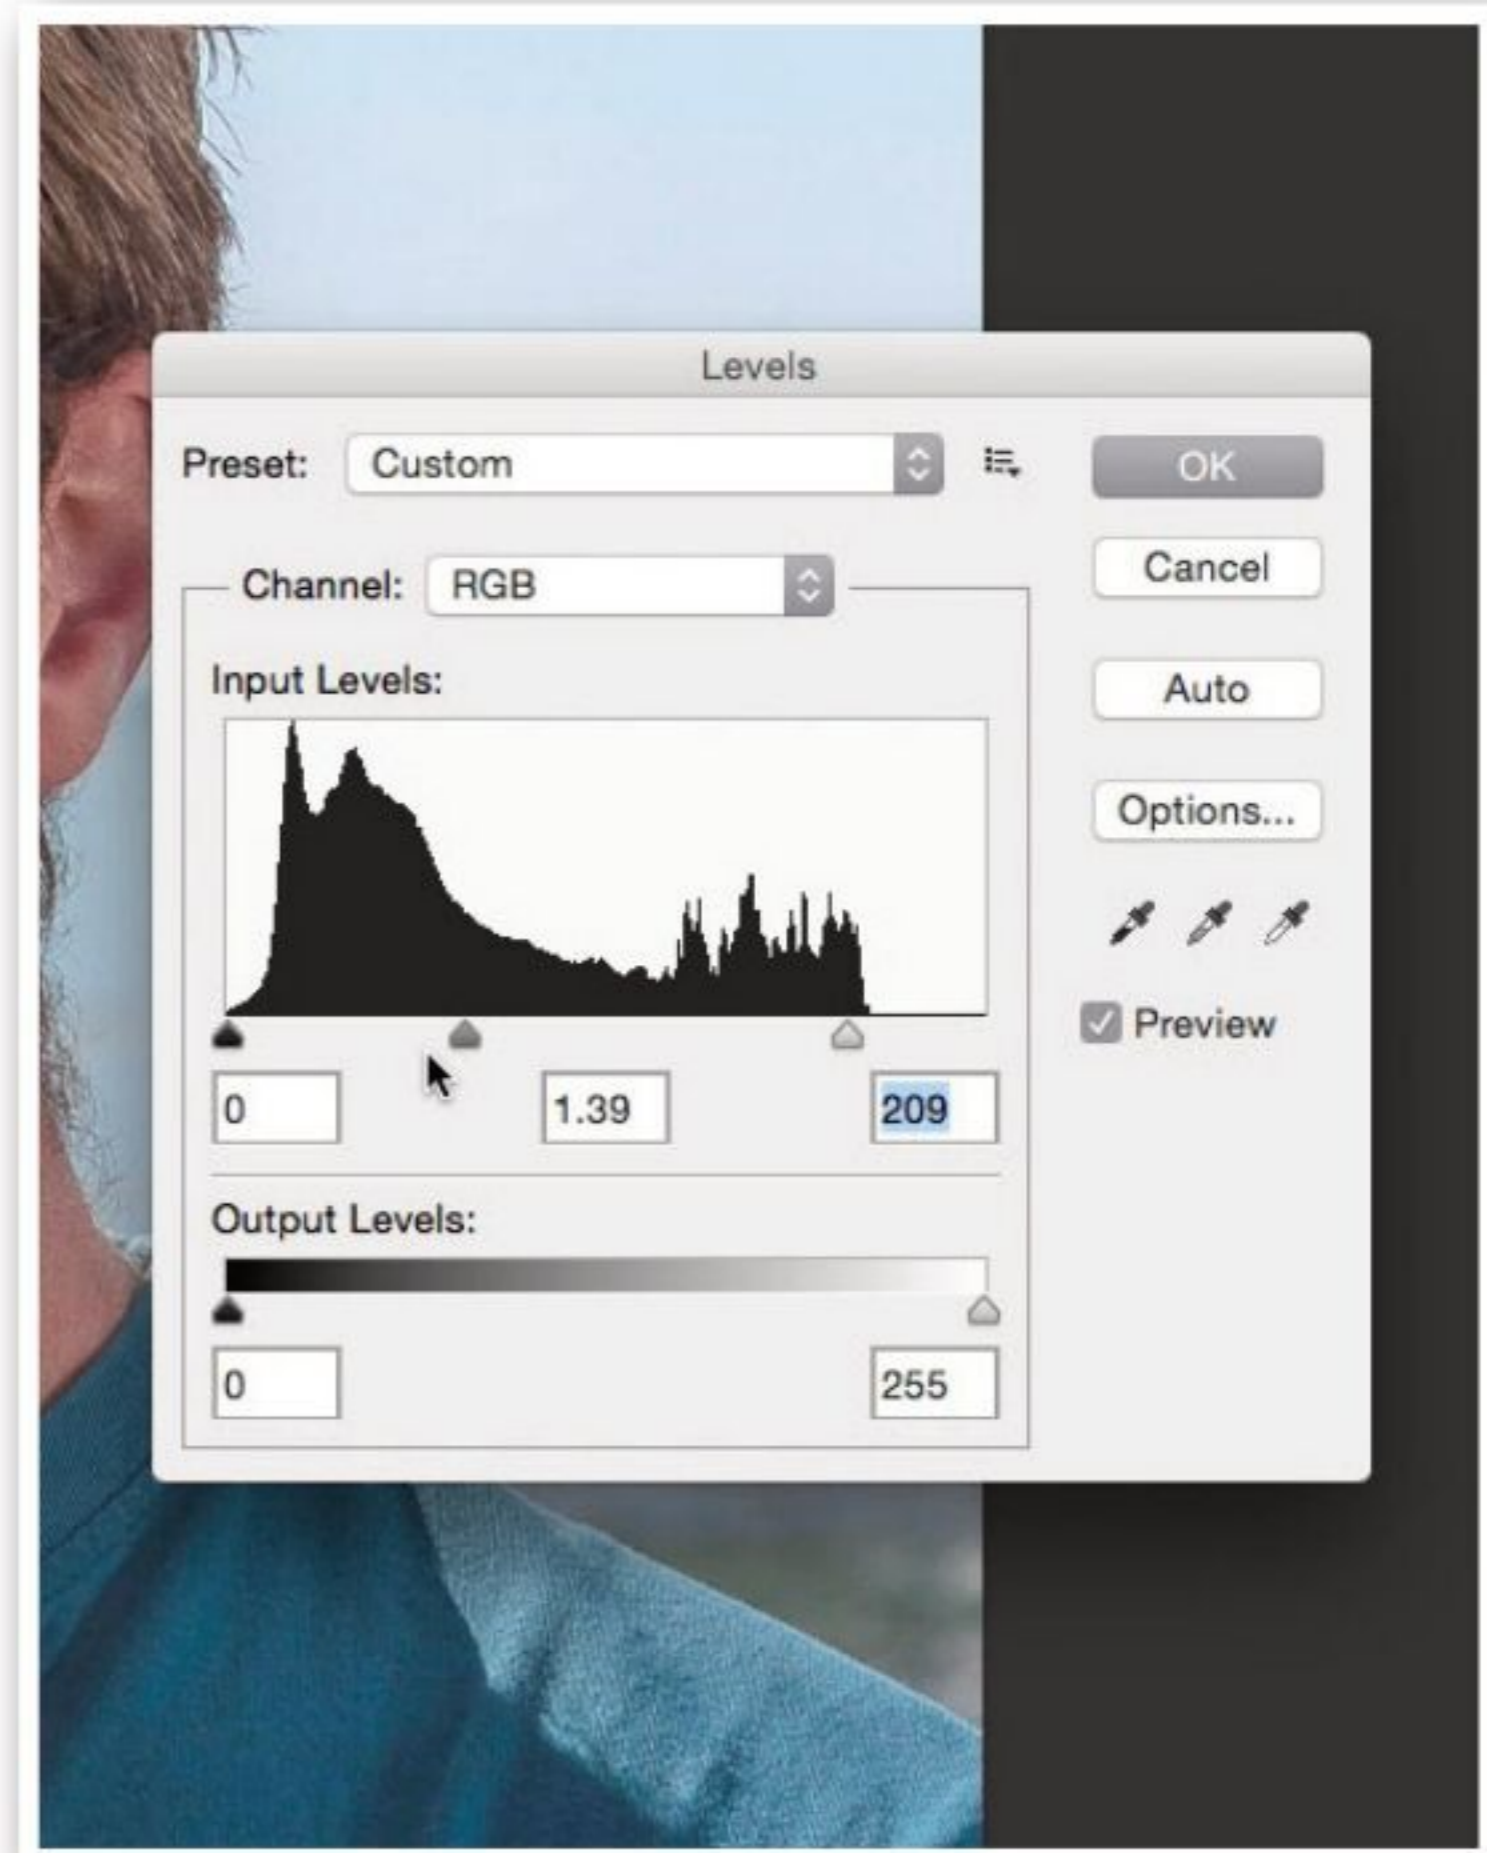 Levels
Preset: Custom
OK
Channel: RGB
Cancel
Input Levels:
Auto
Options...
Preview
0 1.39 209
Output Levels:
0 255